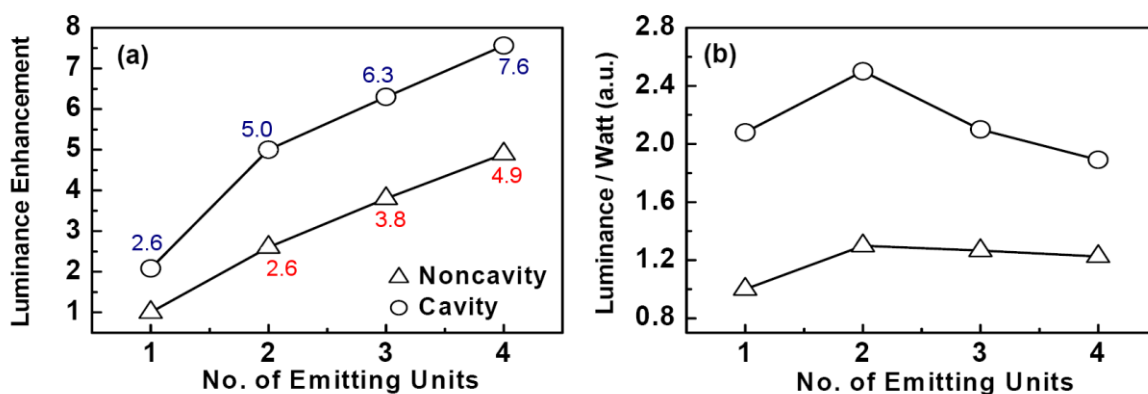 (a)
Luminance Enhancement
8
7
6
5
4
3
2
1
2.6
5.0
6.3
7.6
2.6
3.8
4.9
Noncavity
Cavity
1 2 3 4
No. of Emitting Units
(b)
Luminance / Watt (a.u.)
2.8
2.4
2.0
1.6
1.2
0.8
1 2 3 4
No. of Emitting Units